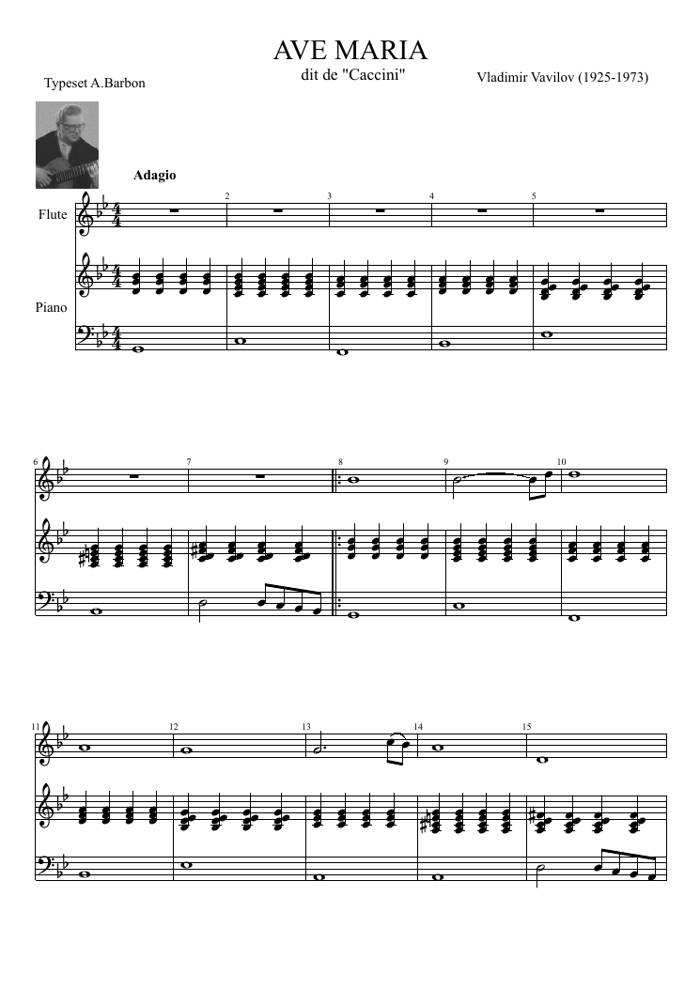 AVE MARIA
dit de "Caccini"
Typeset A.Barbon
Vladimir Vavilov (1925-1973)
Adagio
2 3 4 5
Flute
Piano
6 7 8 9 10
11 12 13 14 15